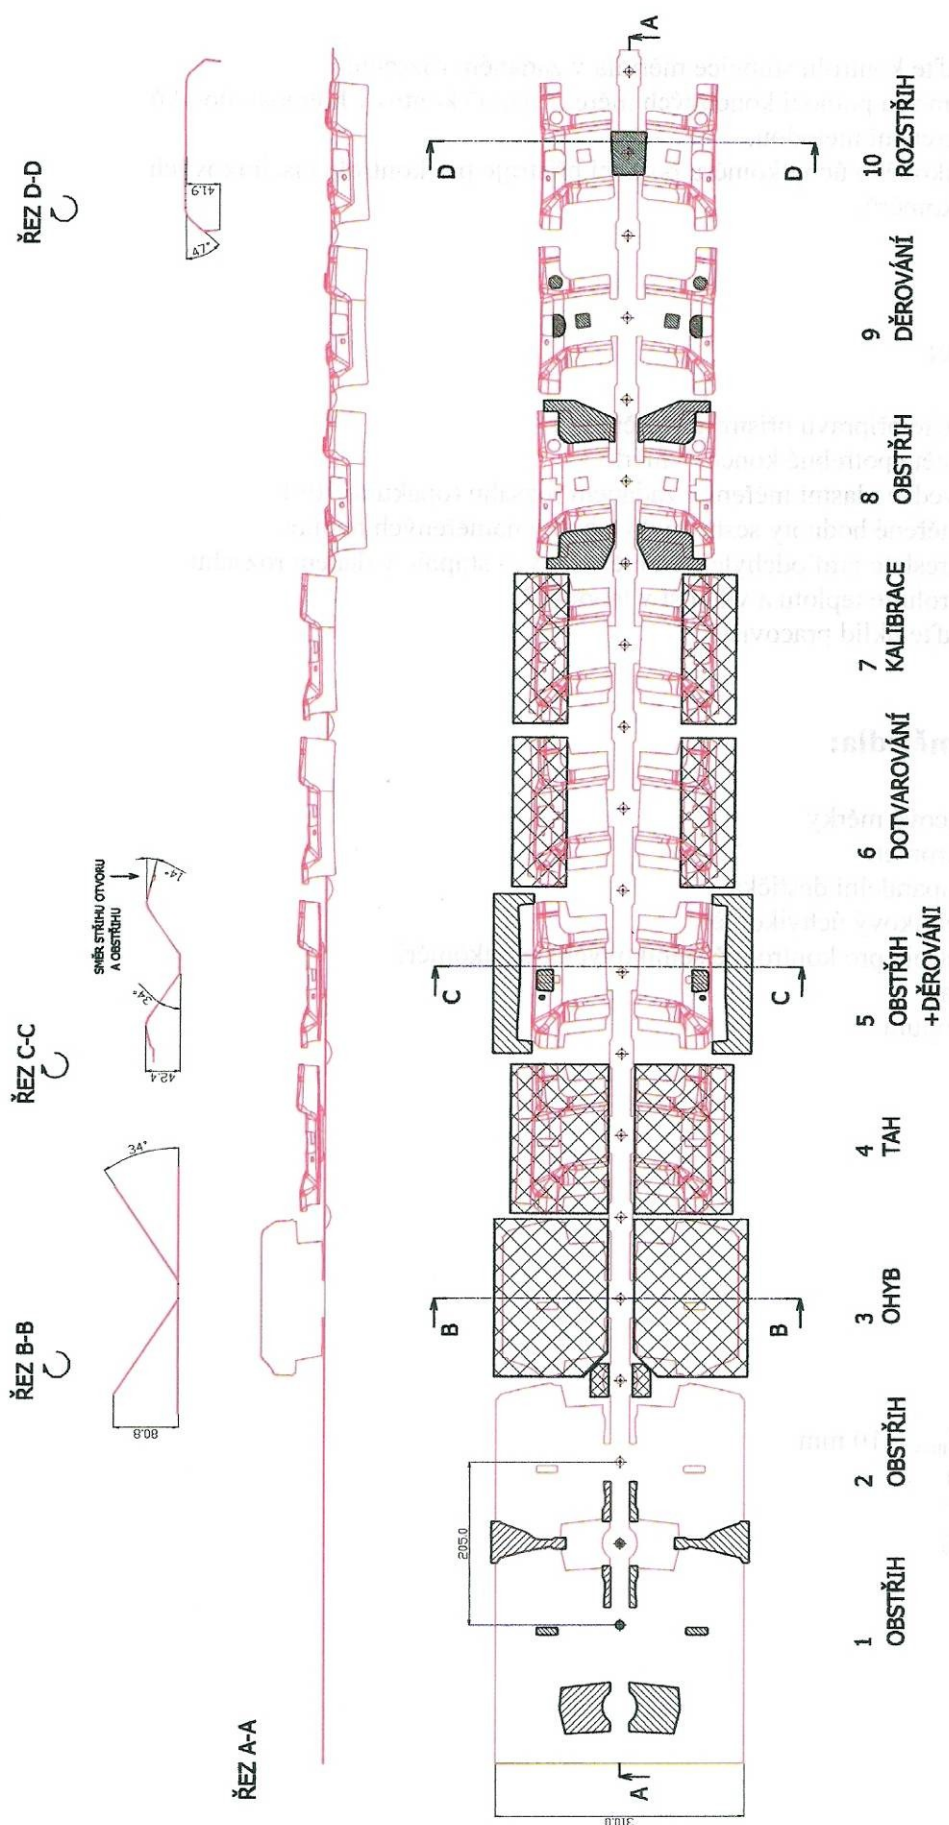 ŘEZ B-B
ŘEZ C-C
ŘEZ D-D
34°
80.8
SMĚR STŘIHU OTVORU
A OBSTŘIHU
34°
14°
42.4
47°
41.9
ŘEZ A-A
A
B
C
D
A
310.0
205.0
B
C
D
1
OBSTŘIH
2
OBSTŘIH
3
OHYB
4
TAH
5
OBSTŘIH
+DĚROVÁNÍ
6
DOTVAROVÁNÍ
7
KALIBRACE
8
OBSTŘIH
9
DĚROVÁNÍ
10
ROZSTŘIH